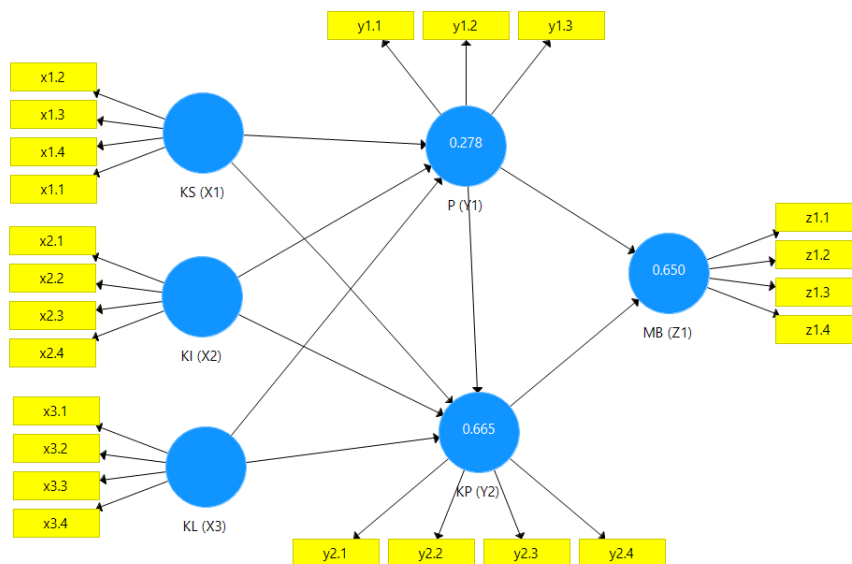 y1.1
y1.2
y1.3
x1.2
x1.3
x1.4
x1.1
KS (X1)
0.278
P (Y1)
x2.1
x2.2
x2.3
x2.4
KI (X2)
z1.1
z1.2
z1.3
z1.4
0.650
MB (Z1)
x3.1
x3.2
x3.3
x3.4
KL (X3)
0.665
KP (Y2)
y2.1
y2.2
y2.3
y2.4